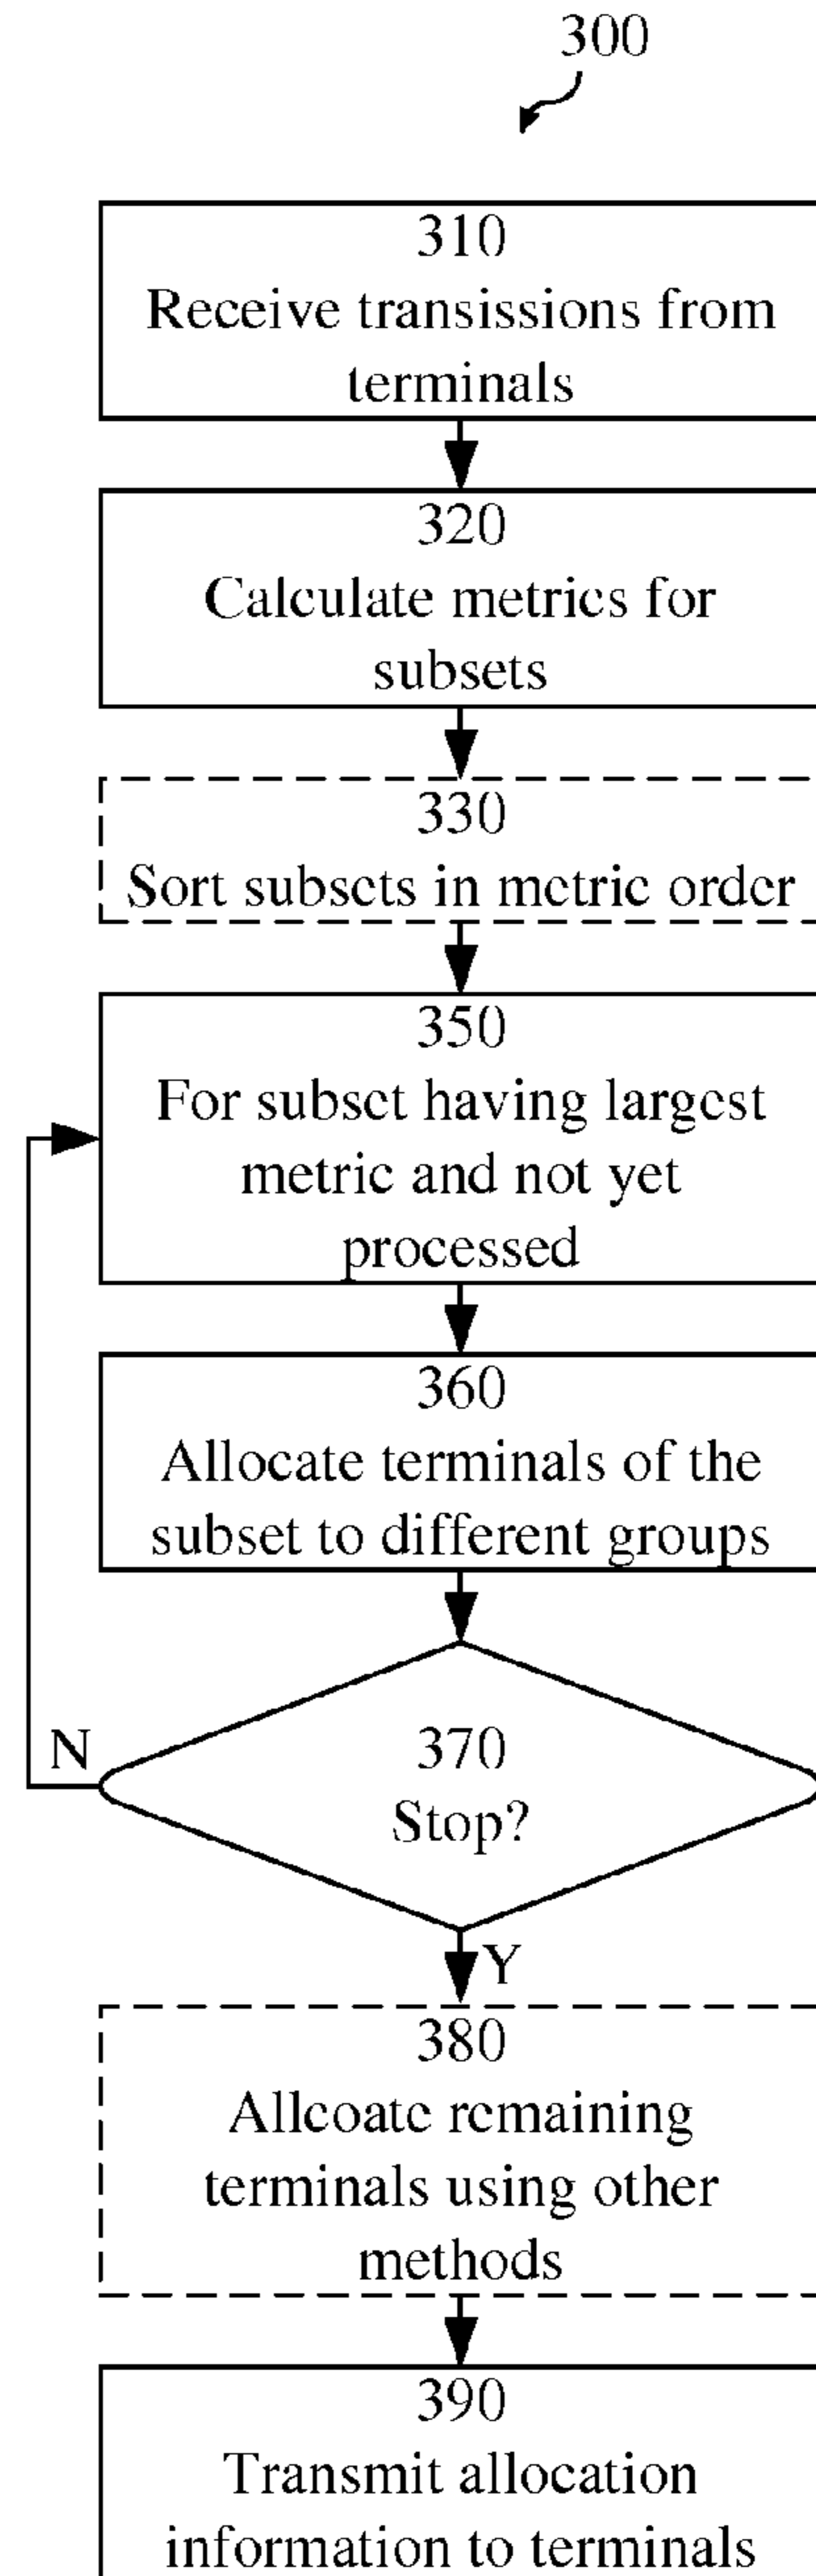 300
310
Receive transissions from
terminals
320
Calculate metrics for
subsets
330
Sort subsets in metric order
350
For subset having largest
metric and not yet
processed
360
Allocate terminals of the
subset to different groups
370
N
Stop?
Y
380
Allcoate remaining
terminals using other
methods
390
Transmit allocation
information to terminals